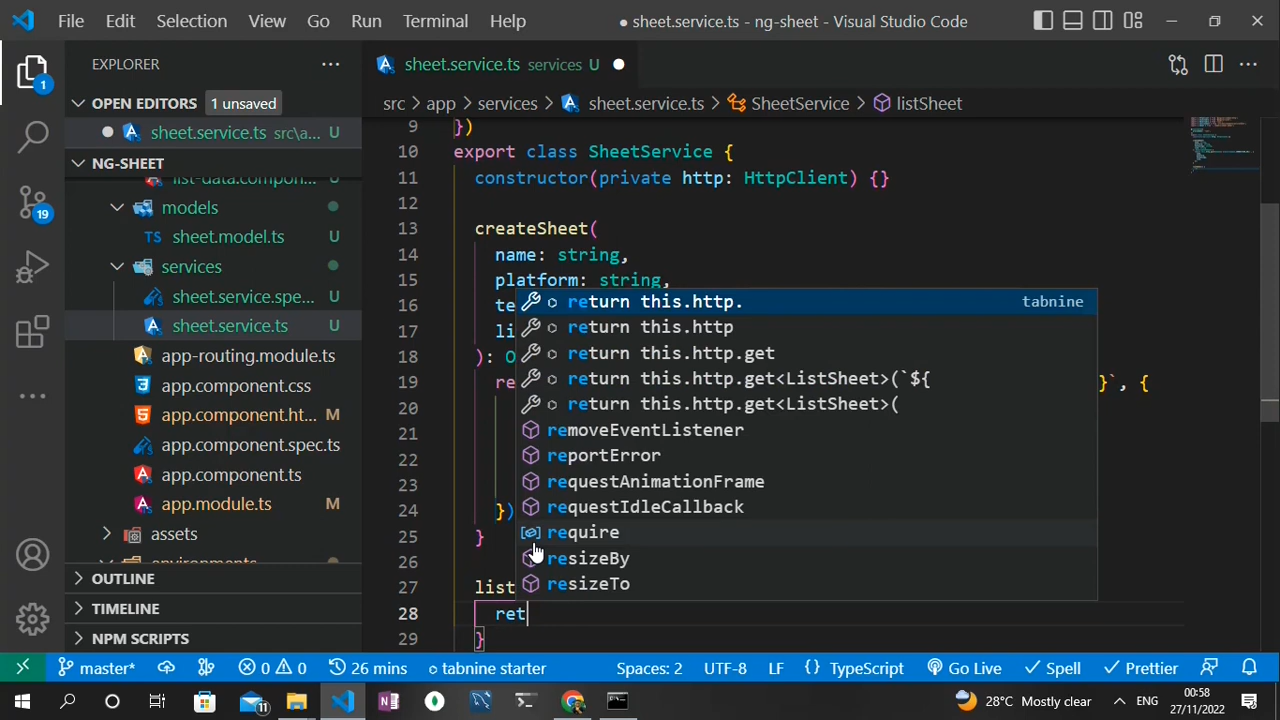 File Edit Selection View Go Run Terminal Help ● sheet.service.ts - ng-sheet - Visual Studio Code
EXPLORER
sheet.service.ts services U
OPEN EDITORS 1 unsaved
src > app > services > sheet.service.ts > SheetService > listSheet
sheet.service.ts src\a... U
NG-SHEET
list-data.compon... U
models
TS sheet.model.ts U
services
sheet.service.spe... U
sheet.service.ts U
app-routing.module.ts
app.component.css
app.component.ht... M
app.component.spec.ts
app.component.ts
app.module.ts M
assets
environments
OUTLINE
TIMELINE
NPM SCRIPTS
1
19
9 })
10 export class SheetService {
11 constructor(private http: HttpClient) {}
12
13 createSheet(
14 name: string,
15 platform: string,
16 te
17 li
18 ): O
19 re }`, {
20
21
22
23
24 })
25 }
26
27 list
28 ret
29 }
return this.http. tabnine
return this.http
return this.http.get
return this.http.get<ListSheet>(`${
return this.http.get<ListSheet>(
removeEventListener
reportError
requestAnimationFrame
requestIdleCallback
require
resizeBy
resizeTo
master* 0 0 26 mins tabnine starter Spaces: 2 UTF-8 LF {} TypeScript Go Live Spell Prettier
11 28°C Mostly clear ENG 00:58 27/11/2022